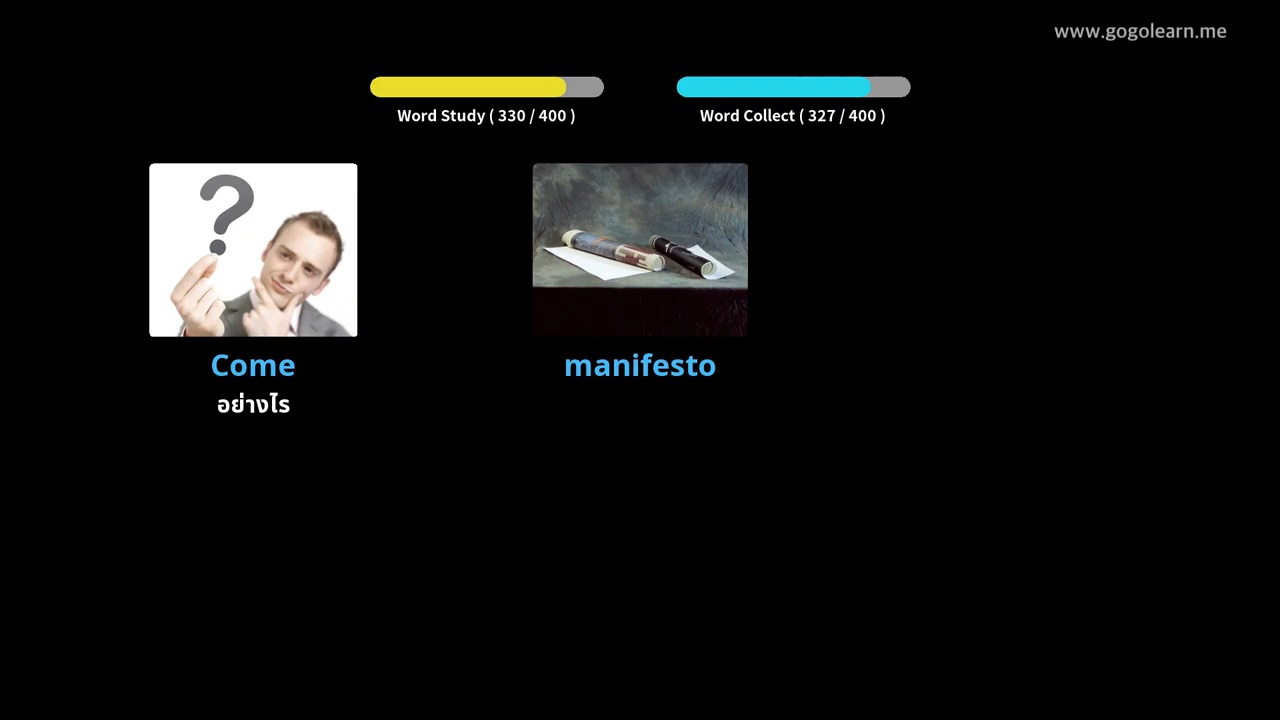 www.gogolearn.me
Word Study ( 330 / 400 )
Word Collect ( 327 / 400 )
Come
อย่างไร
manifesto